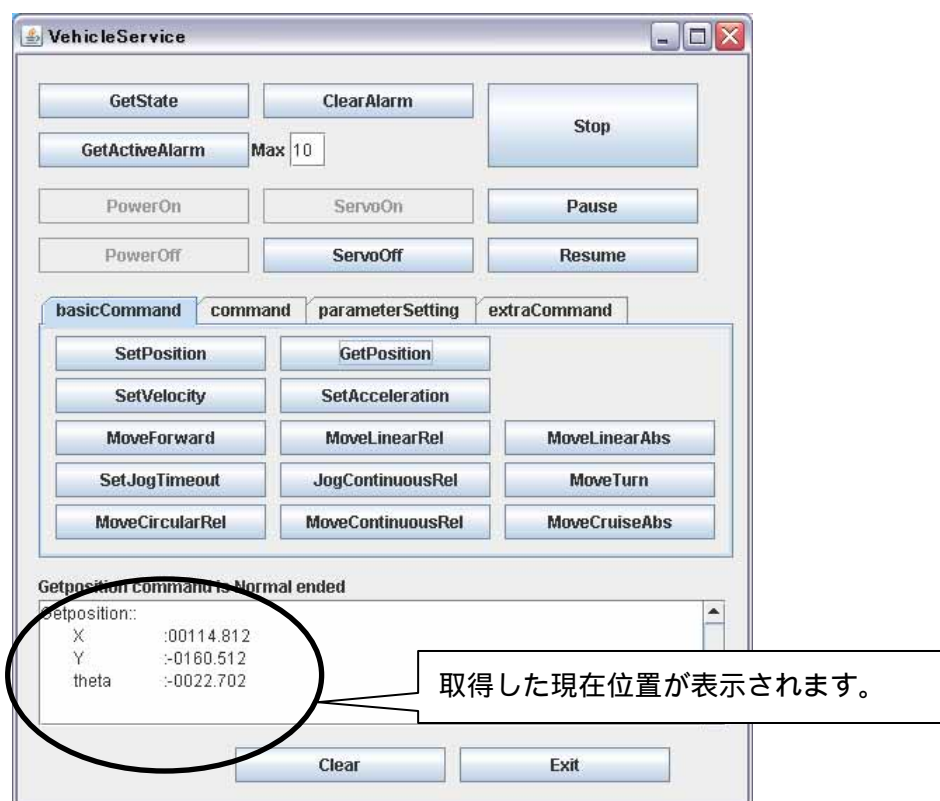 VehicleService
GetState
ClearAlarm
Stop
GetActiveAlarm
Max 10
PowerOn
ServoOn
Pause
PowerOff
ServoOff
Resume
basicCommand
command
parameterSetting
extraCommand
SetPosition
GetPosition
SetVelocity
SetAcceleration
MoveForward
MoveLinearRel
MoveLinearAbs
SetJogTimeout
JogContinuousRel
MoveTurn
MoveCircularRel
MoveContinuousRel
MoveCruiseAbs
Getposition command is Normal ended
Getposition::
X :00114.812
Y :-0160.512
theta :-0022.702
取得した現在位置が表示されます。
Clear
Exit